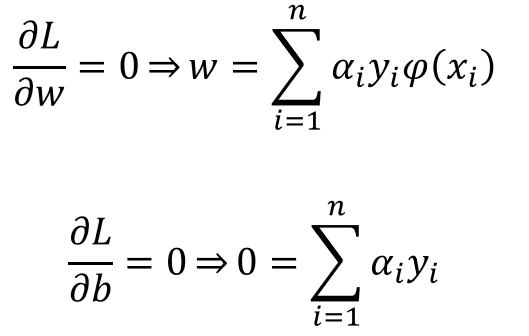 ∂L/∂w = 0 ⇒ w = ∑_{i=1}^{n} α_i y_i φ(x_i)
∂L/∂b = 0 ⇒ 0 = ∑_{i=1}^{n} α_i y_i